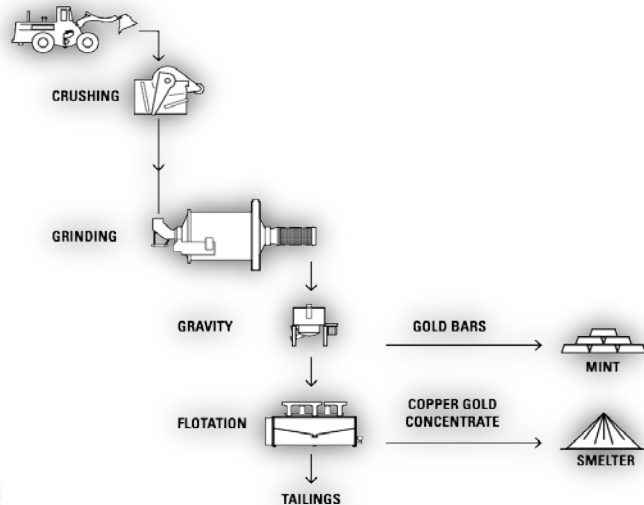 CRUSHING
GRINDING
GRAVITY
GOLD BARS
MINT
FLOTATION
COPPER GOLD
CONCENTRATE
SMELTER
TAILINGS